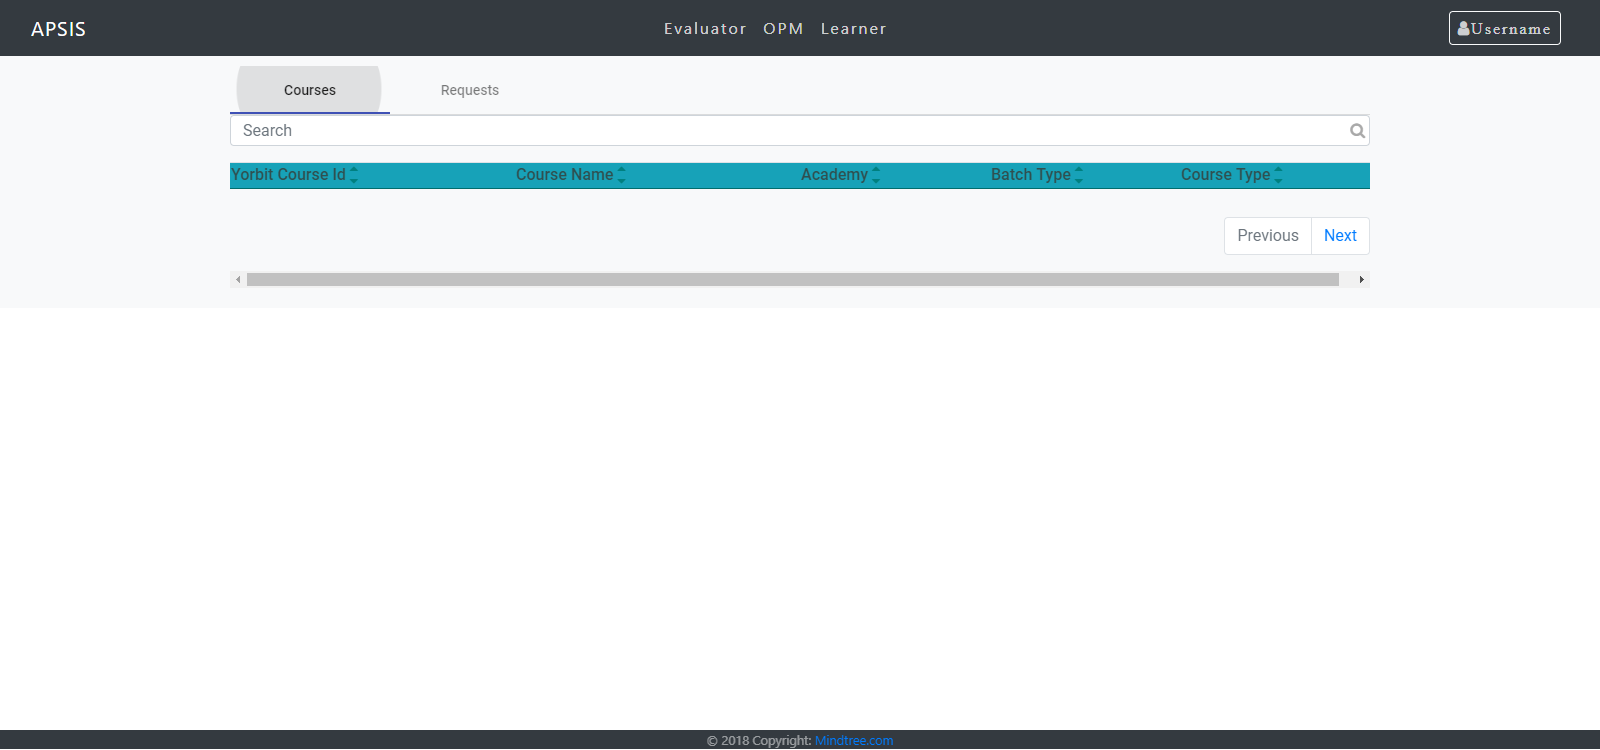 APSIS Evaluator OPM Learner Username
Courses Requests
Search
Yorbit Course Id Course Name Academy Batch Type Course Type
Previous Next
© 2018 Copyright: Mindtree.com